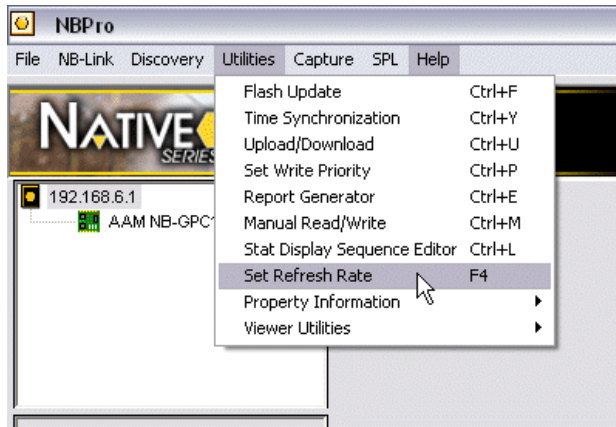 NBPro
File NB-Link Discovery Utilities Capture SPL Help
NATIVE
SERIES
Flash Update Ctrl+F
Time Synchronization Ctrl+Y
Upload/Download Ctrl+U
Set Write Priority Ctrl+P
Report Generator Ctrl+E
Manual Read/Write Ctrl+M
Stat Display Sequence Editor Ctrl+L
Set Refresh Rate F4
Property Information
Viewer Utilities
192.168.6.1
AAM NB-GPC